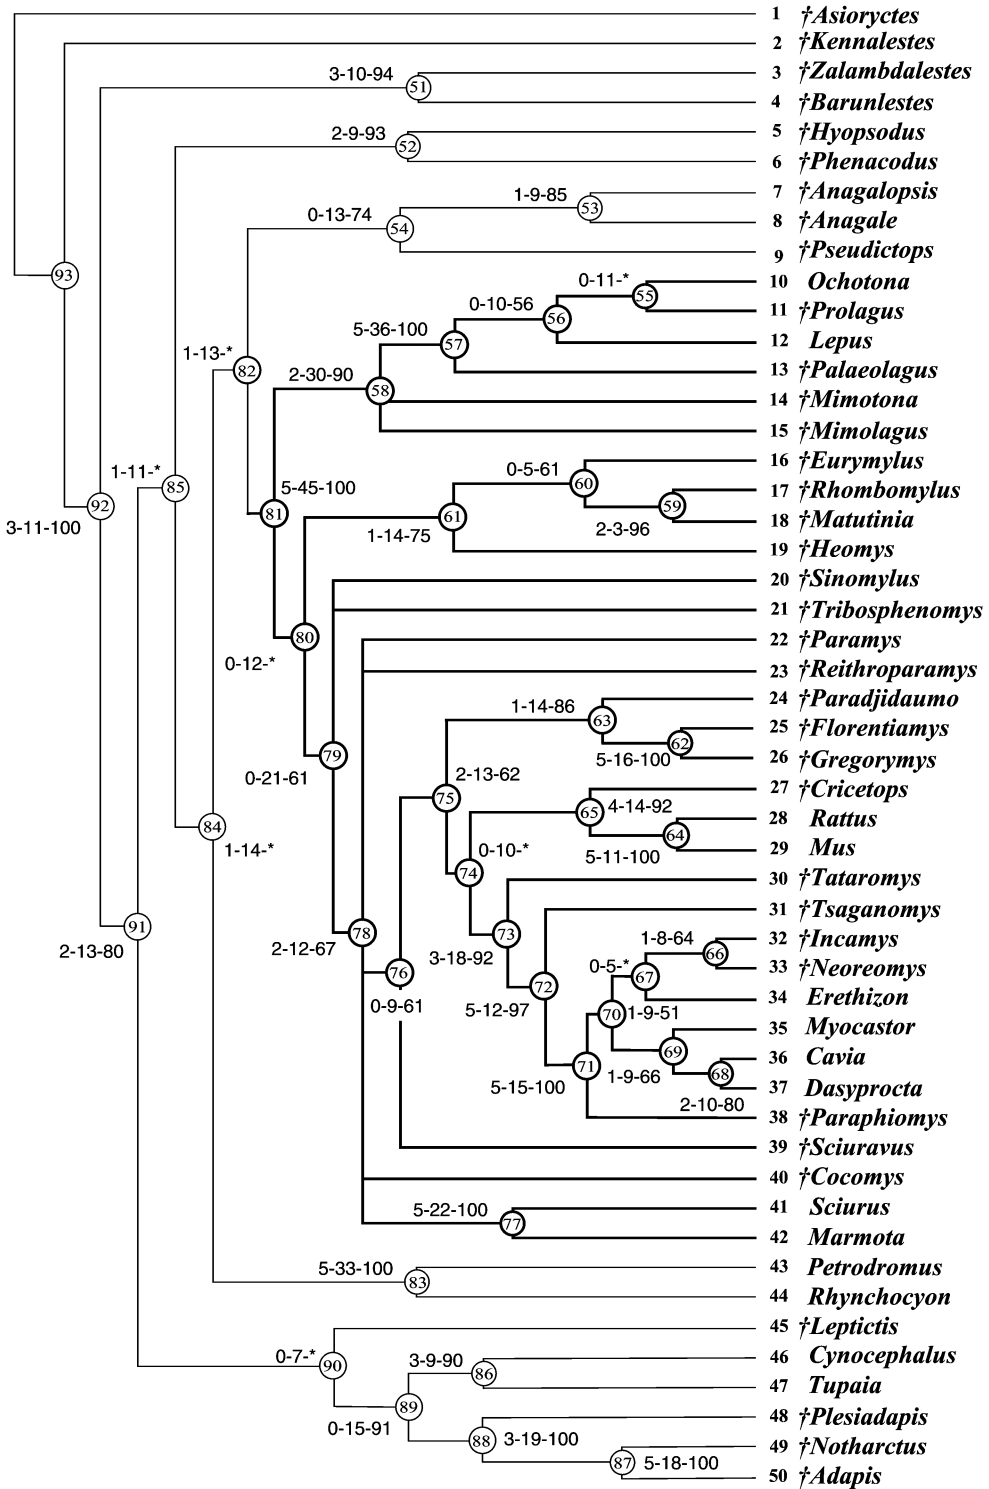 1 †Asioryctes
2 †Kennalestes
3 †Zalambdalestes
3-10-94
51
4 †Barunlestes
5 †Hyopsodus
2-9-93
52
6 †Phenacodus
7 †Anagalopsis
1-9-85
53
8 †Anagale
0-13-74
54
9 †Pseudictops
93
10 Ochotona
0-11-*
55
11 †Prolagus
0-10-56
56
12 Lepus
5-36-100
57
13 †Palaeolagus
1-13-*
82
2-30-90
58
14 †Mimotona
15 †Mimolagus
16 †Eurymylus
0-5-61
60
1-11-*
85
17 †Rhombomylus
59
5-45-100
81
92
3-11-100
61
1-14-75
2-3-96
18 †Matutinia
19 †Heomys
20 †Sinomylus
21 †Tribosphenomys
80
0-12-*
22 †Paramys
23 †Reithroparamys
24 †Paradjidaumo
1-14-86
63
25 †Florentiamys
62
5-16-100
26 †Gregorymys
79
0-21-61
2-13-62
75
27 †Cricetops
65
4-14-92
28 Rattus
64
5-11-100
29 Mus
84
1-14-*
0-10-*
74
30 †Tataromys
31 †Tsaganomys
91
2-13-80
78
2-12-67
73
3-18-92
32 †Incamys
1-8-64
66
33 †Neoreomys
0-5-*
67
76
0-9-61
72
5-12-97
34 Erethizon
70
1-9-51
35 Myocastor
69
1-9-66
36 Cavia
68
71
5-15-100
37 Dasyprocta
2-10-80
38 †Paraphiomys
39 †Sciuravus
40 †Cocomys
41 Sciurus
5-22-100
77
42 Marmota
43 Petrodromus
5-33-100
83
44 Rhynchocyon
45 †Leptictis
0-7-*
90
46 Cynocephalus
3-9-90
86
47 Tupaia
89
0-15-91
48 †Plesiadapis
88
3-19-100
49 †Notharctus
87
5-18-100
50 †Adapis